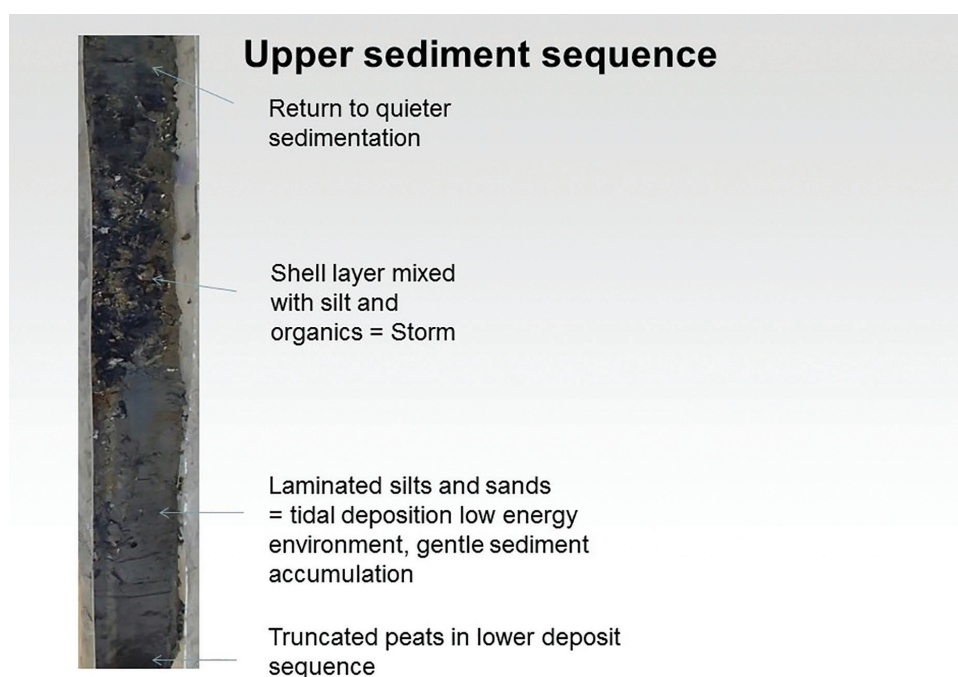 Upper sediment sequence
Return to quieter
sedimentation
Shell layer mixed
with silt and
organics = Storm
Laminated silts and sands
= tidal deposition low energy
environment, gentle sediment
accumulation
Truncated peats in lower deposit
sequence